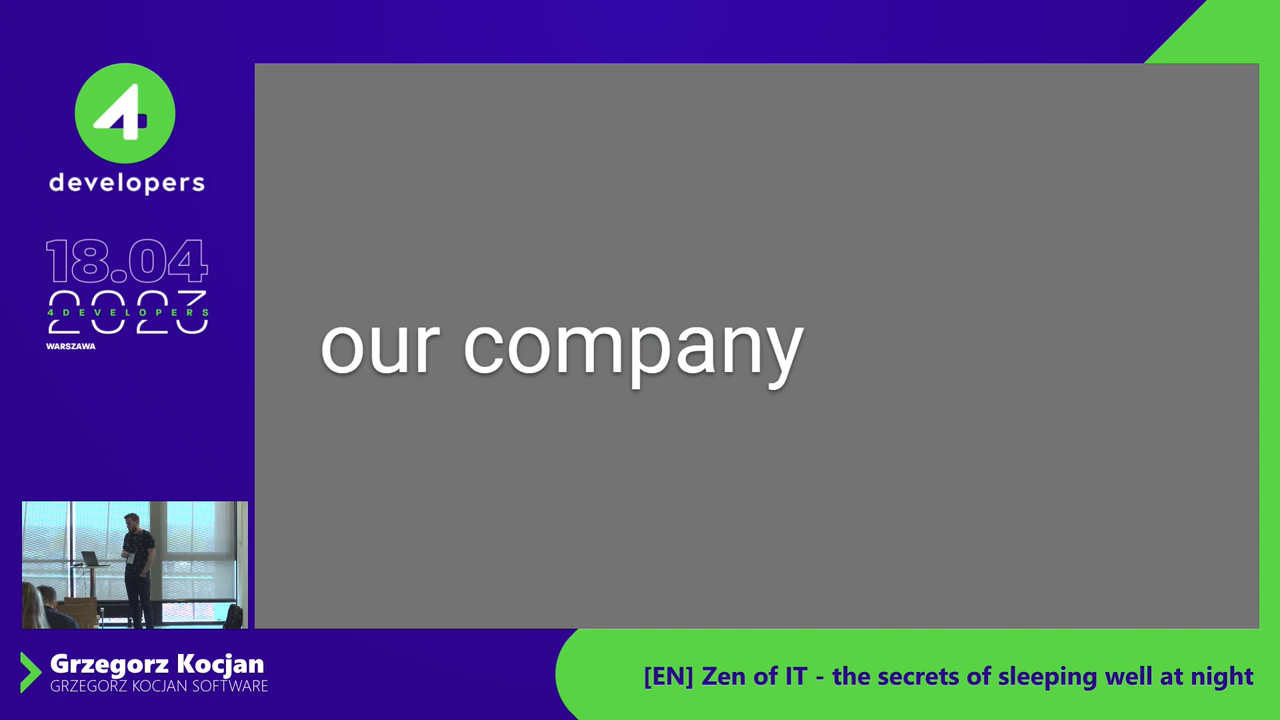 4
developers
18.04
2023
4DEVELOPERS
WARSZAWA
our company
Grzegorz Kocjan
GRZEGORZ KOCJAN SOFTWARE
[EN] Zen of IT - the secrets of sleeping well at night